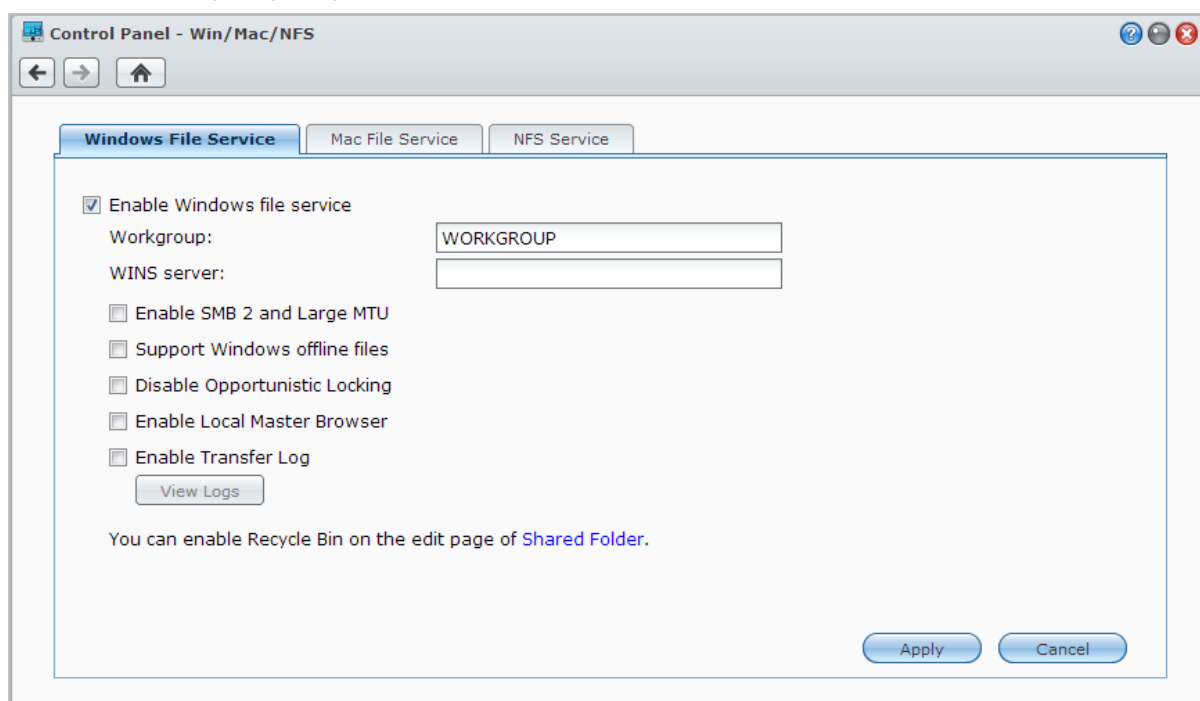 Control Panel - Win/Mac/NFS
Windows File Service
Mac File Service
NFS Service
Enable Windows file service
Workgroup:
WORKGROUP
WINS server:
Enable SMB 2 and Large MTU
Support Windows offline files
Disable Opportunistic Locking
Enable Local Master Browser
Enable Transfer Log
View Logs
You can enable Recycle Bin on the edit page of Shared Folder.
Apply
Cancel